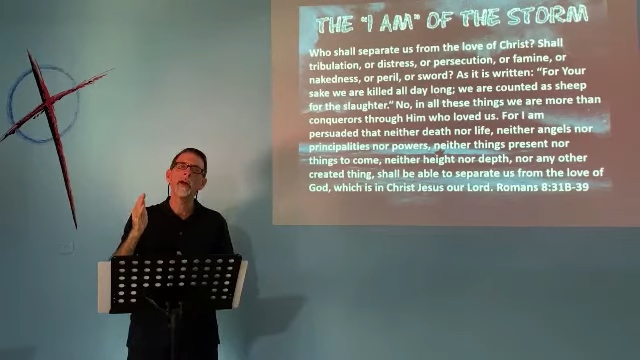 THE "I AM" OF THE STORM
Who shall separate us from the love of Christ? Shall
tribulation, or distress, or persecution, or famine, or
nakedness, or peril, or sword? As it is written: "For Your
sake we are killed all day long; we are counted as sheep
for the slaughter." No, in all these things we are more than
conquerors through Him who loved us. For I am
persuaded that neither death nor life, neither angels nor
principalities nor powers, neither things present nor
things to come, neither height nor depth, nor any other
created thing, shall be able to separate us from the love of
God, which is in Christ Jesus our Lord. Romans 8:31B-39